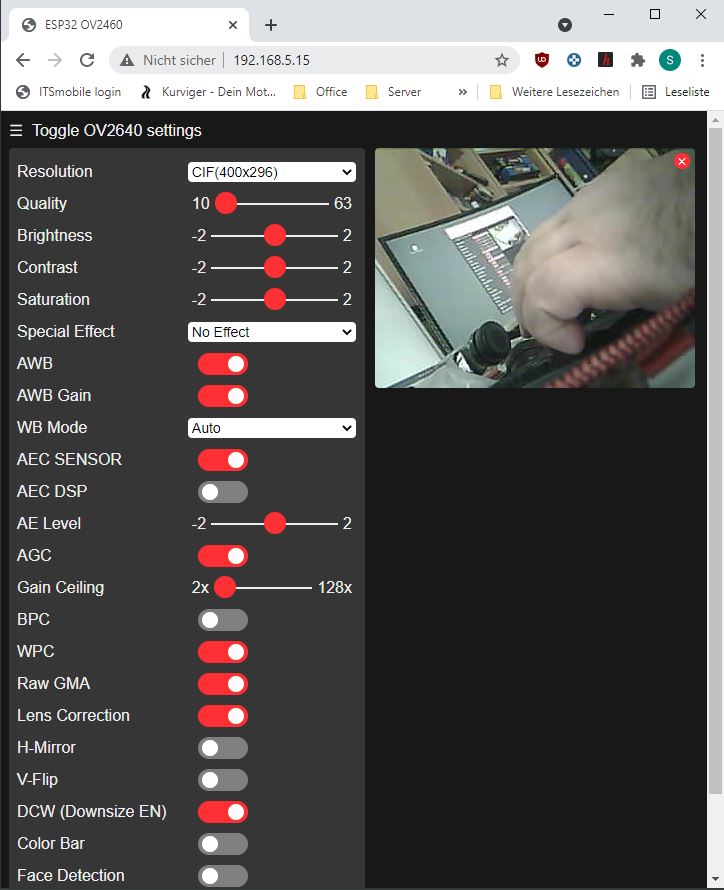 ESP32 OV2460
Nicht sicher 192.168.5.15
S
ITSmobile login Kurviger - Dein Mot... Office Server » Weitere Lesezeichen Leseliste
☰ Toggle OV2640 settings
Resolution CIF(400x296)
Quality 10 63
Brightness -2 2
Contrast -2 2
Saturation -2 2
Special Effect No Effect
AWB
AWB Gain
WB Mode Auto
AEC SENSOR
AEC DSP
AE Level -2 2
AGC
Gain Ceiling 2x 128x
BPC
WPC
Raw GMA
Lens Correction
H-Mirror
V-Flip
DCW (Downsize EN)
Color Bar
Face Detection